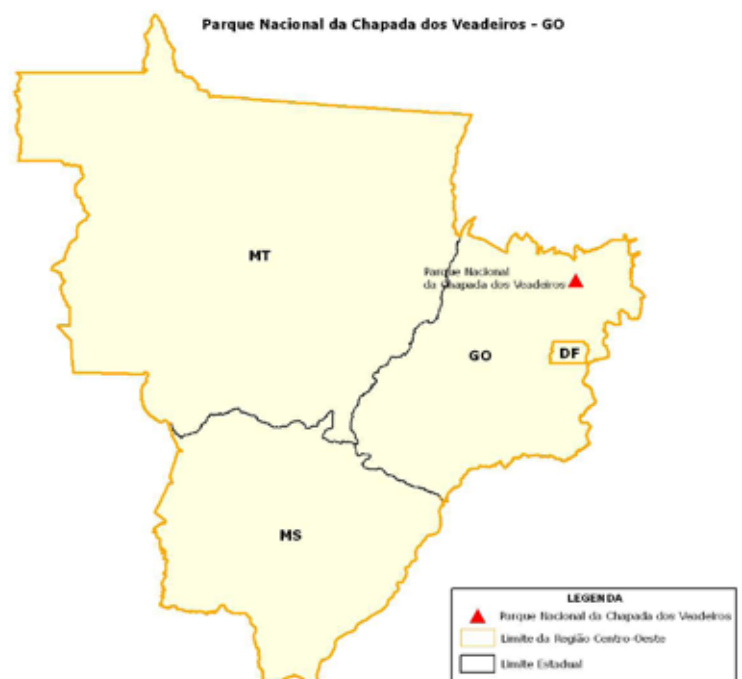 Parque Nacional da Chapada dos Veadeiros - GO
MT
Parque Nacional
da Chapada dos Veadeiros
GO
DF
MS
LEGENDA
Parque Nacional da Chapada dos Veadeiros
Limite da Região Centro-Oeste
Limite Estadual